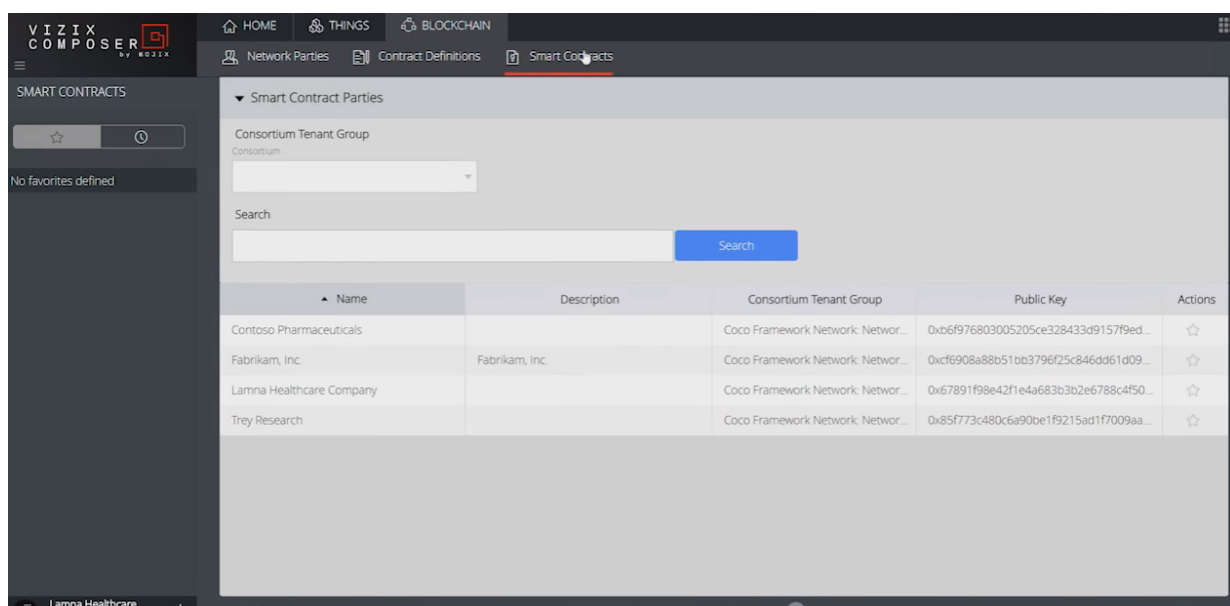 VIZIX
COMPOSER
by MOJIX
HOME THINGS BLOCKCHAIN
Network Parties Contract Definitions Smart Contracts
SMART CONTRACTS
No favorites defined
Smart Contract Parties
Consortium Tenant Group
Consortium
Search
Search
Name Description Consortium Tenant Group Public Key Actions
Contoso Pharmaceuticals Coco Framework Network: Networ... 0xb6f976803005205ce328433d9157f9ed...
Fabrikam, Inc. Fabrikam, Inc. Coco Framework Network: Networ... 0xcf6908a88b51bb3796f25c846dd61d09...
Lamna Healthcare Company Coco Framework Network: Networ... 0x67891f98e42f1e4a683b3b2e6788c4f50...
Trey Research Coco Framework Network: Networ... 0x85f773c480c6a90be1f9215ad1f7009aa...
Lamna Healthcare